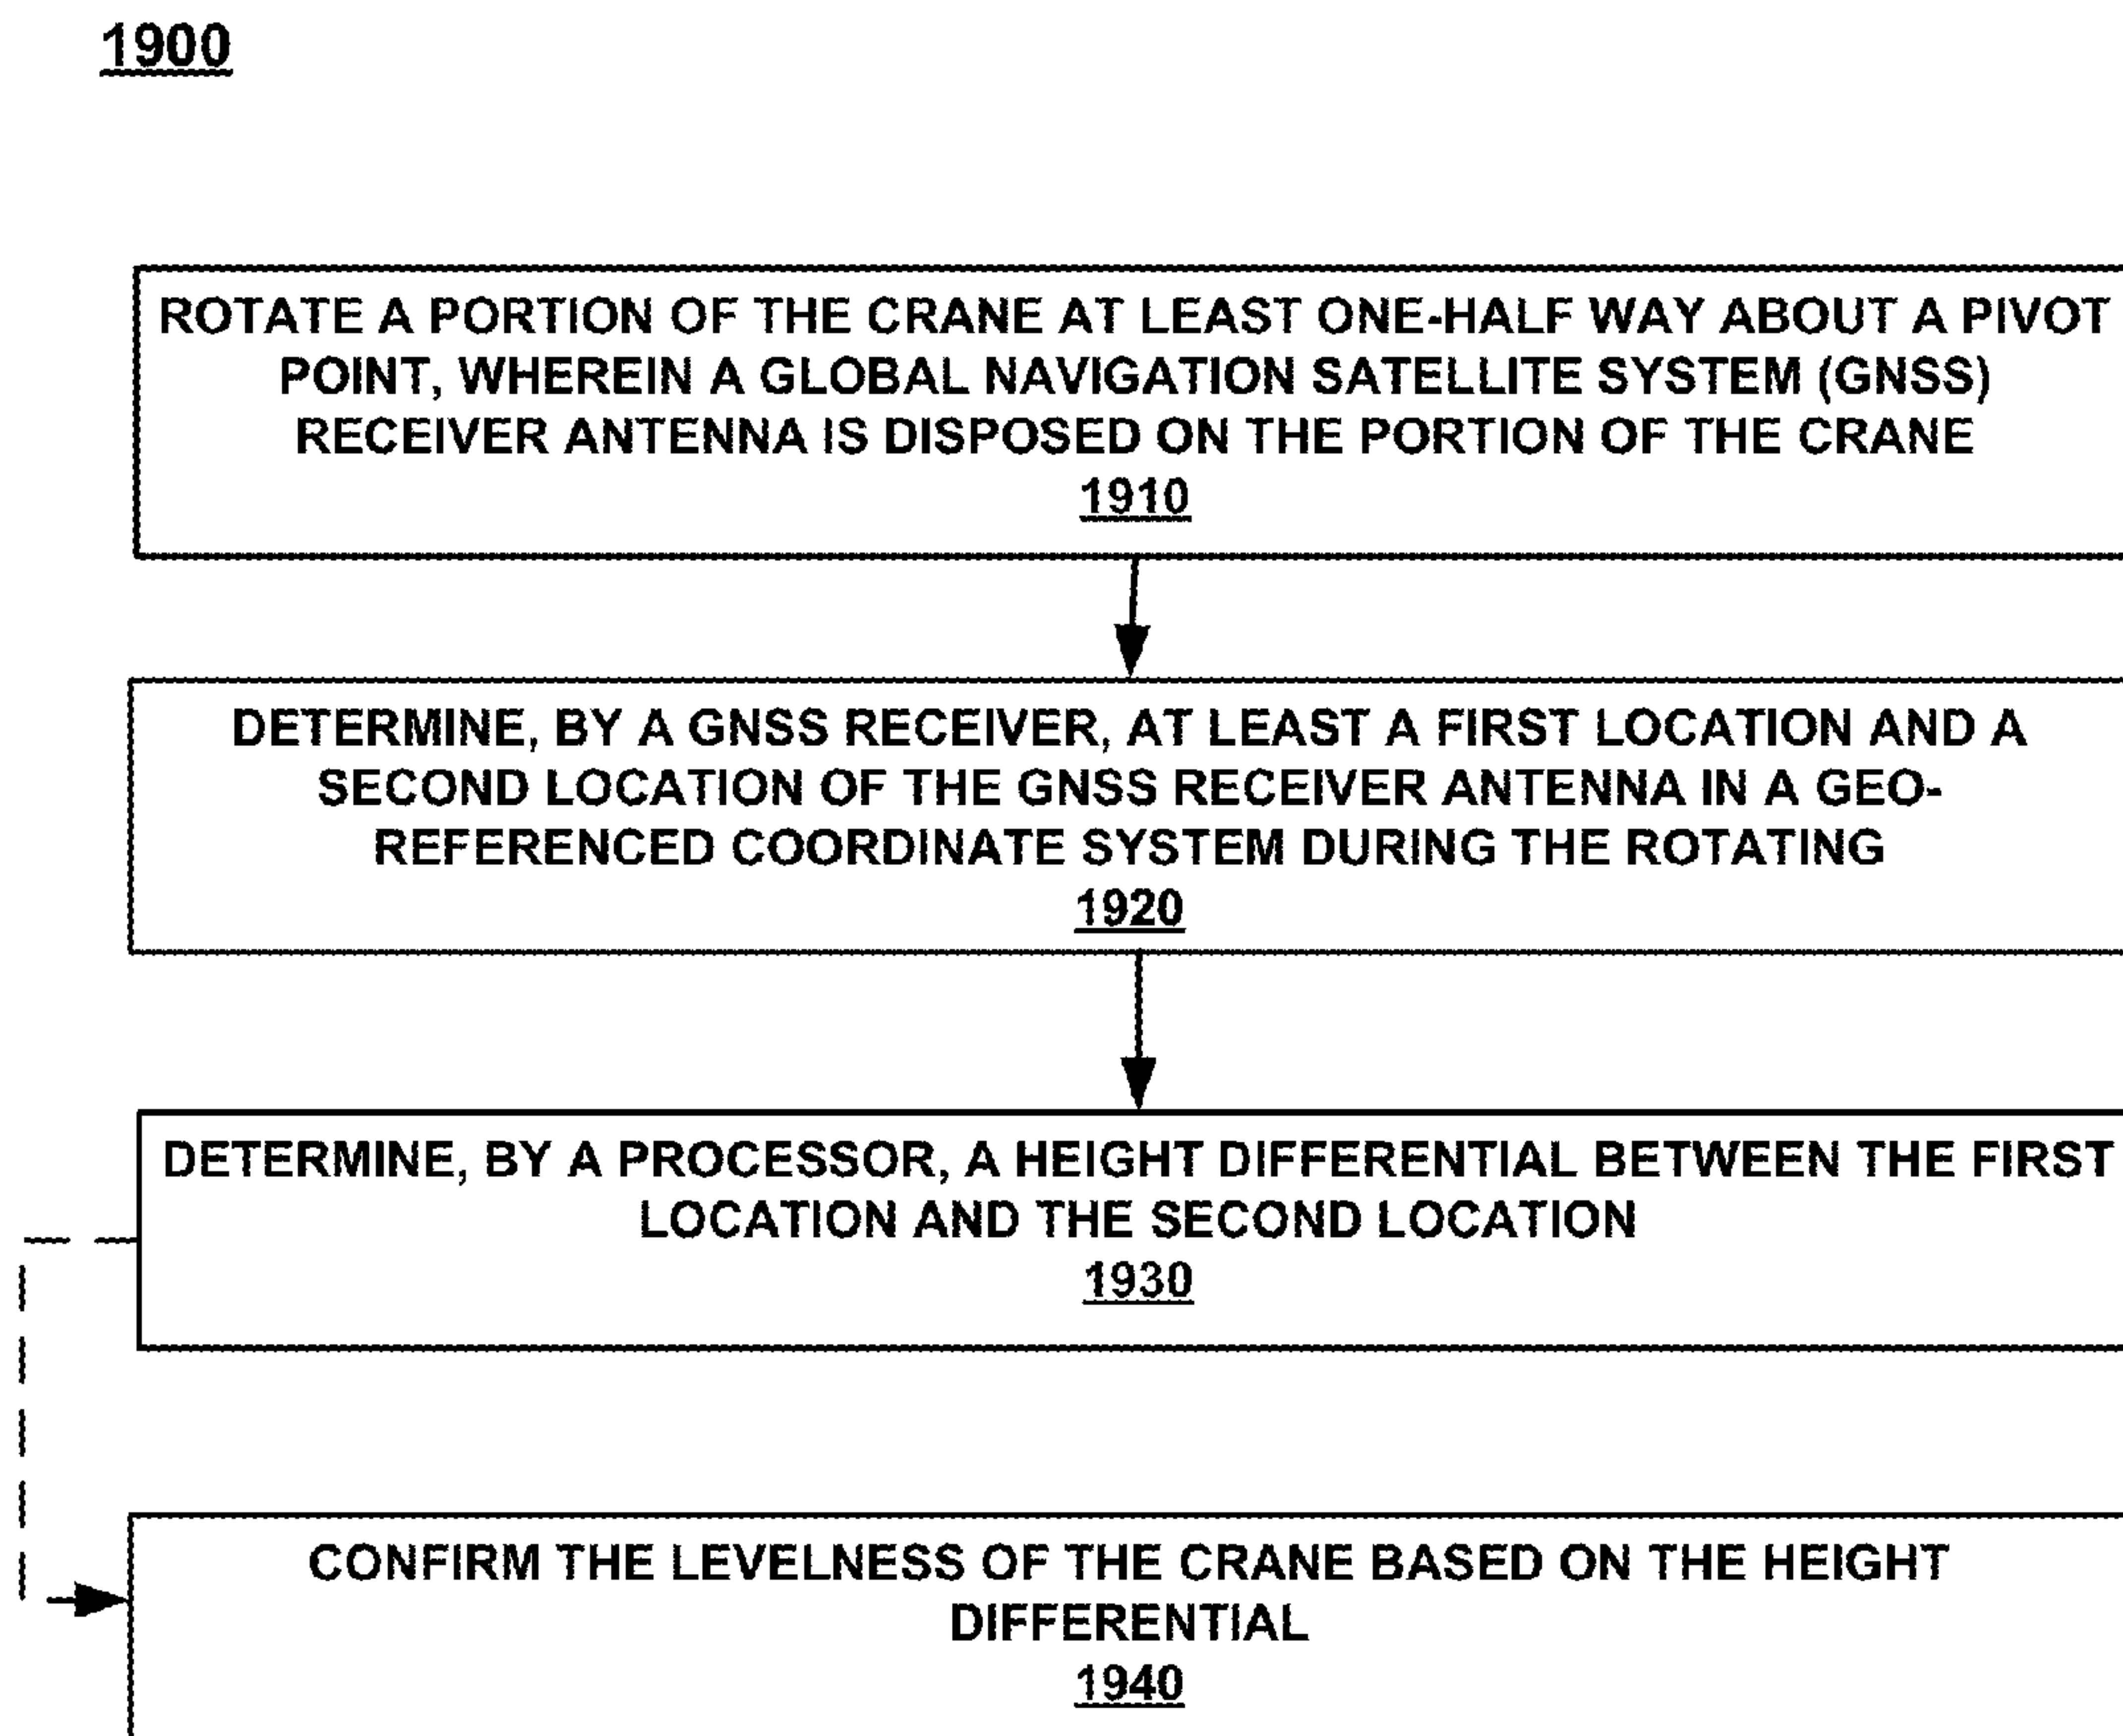 1900
ROTATE A PORTION OF THE CRANE AT LEAST ONE-HALF WAY ABOUT A PIVOT
POINT, WHEREIN A GLOBAL NAVIGATION SATELLITE SYSTEM (GNSS)
RECEIVER ANTENNA IS DISPOSED ON THE PORTION OF THE CRANE
1910
DETERMINE, BY A GNSS RECEIVER, AT LEAST A FIRST LOCATION AND A
SECOND LOCATION OF THE GNSS RECEIVER ANTENNA IN A GEO-
REFERENCED COORDINATE SYSTEM DURING THE ROTATING
1920
DETERMINE, BY A PROCESSOR, A HEIGHT DIFFERENTIAL BETWEEN THE FIRST
LOCATION AND THE SECOND LOCATION
1930
CONFIRM THE LEVELNESS OF THE CRANE BASED ON THE HEIGHT
DIFFERENTIAL
1940